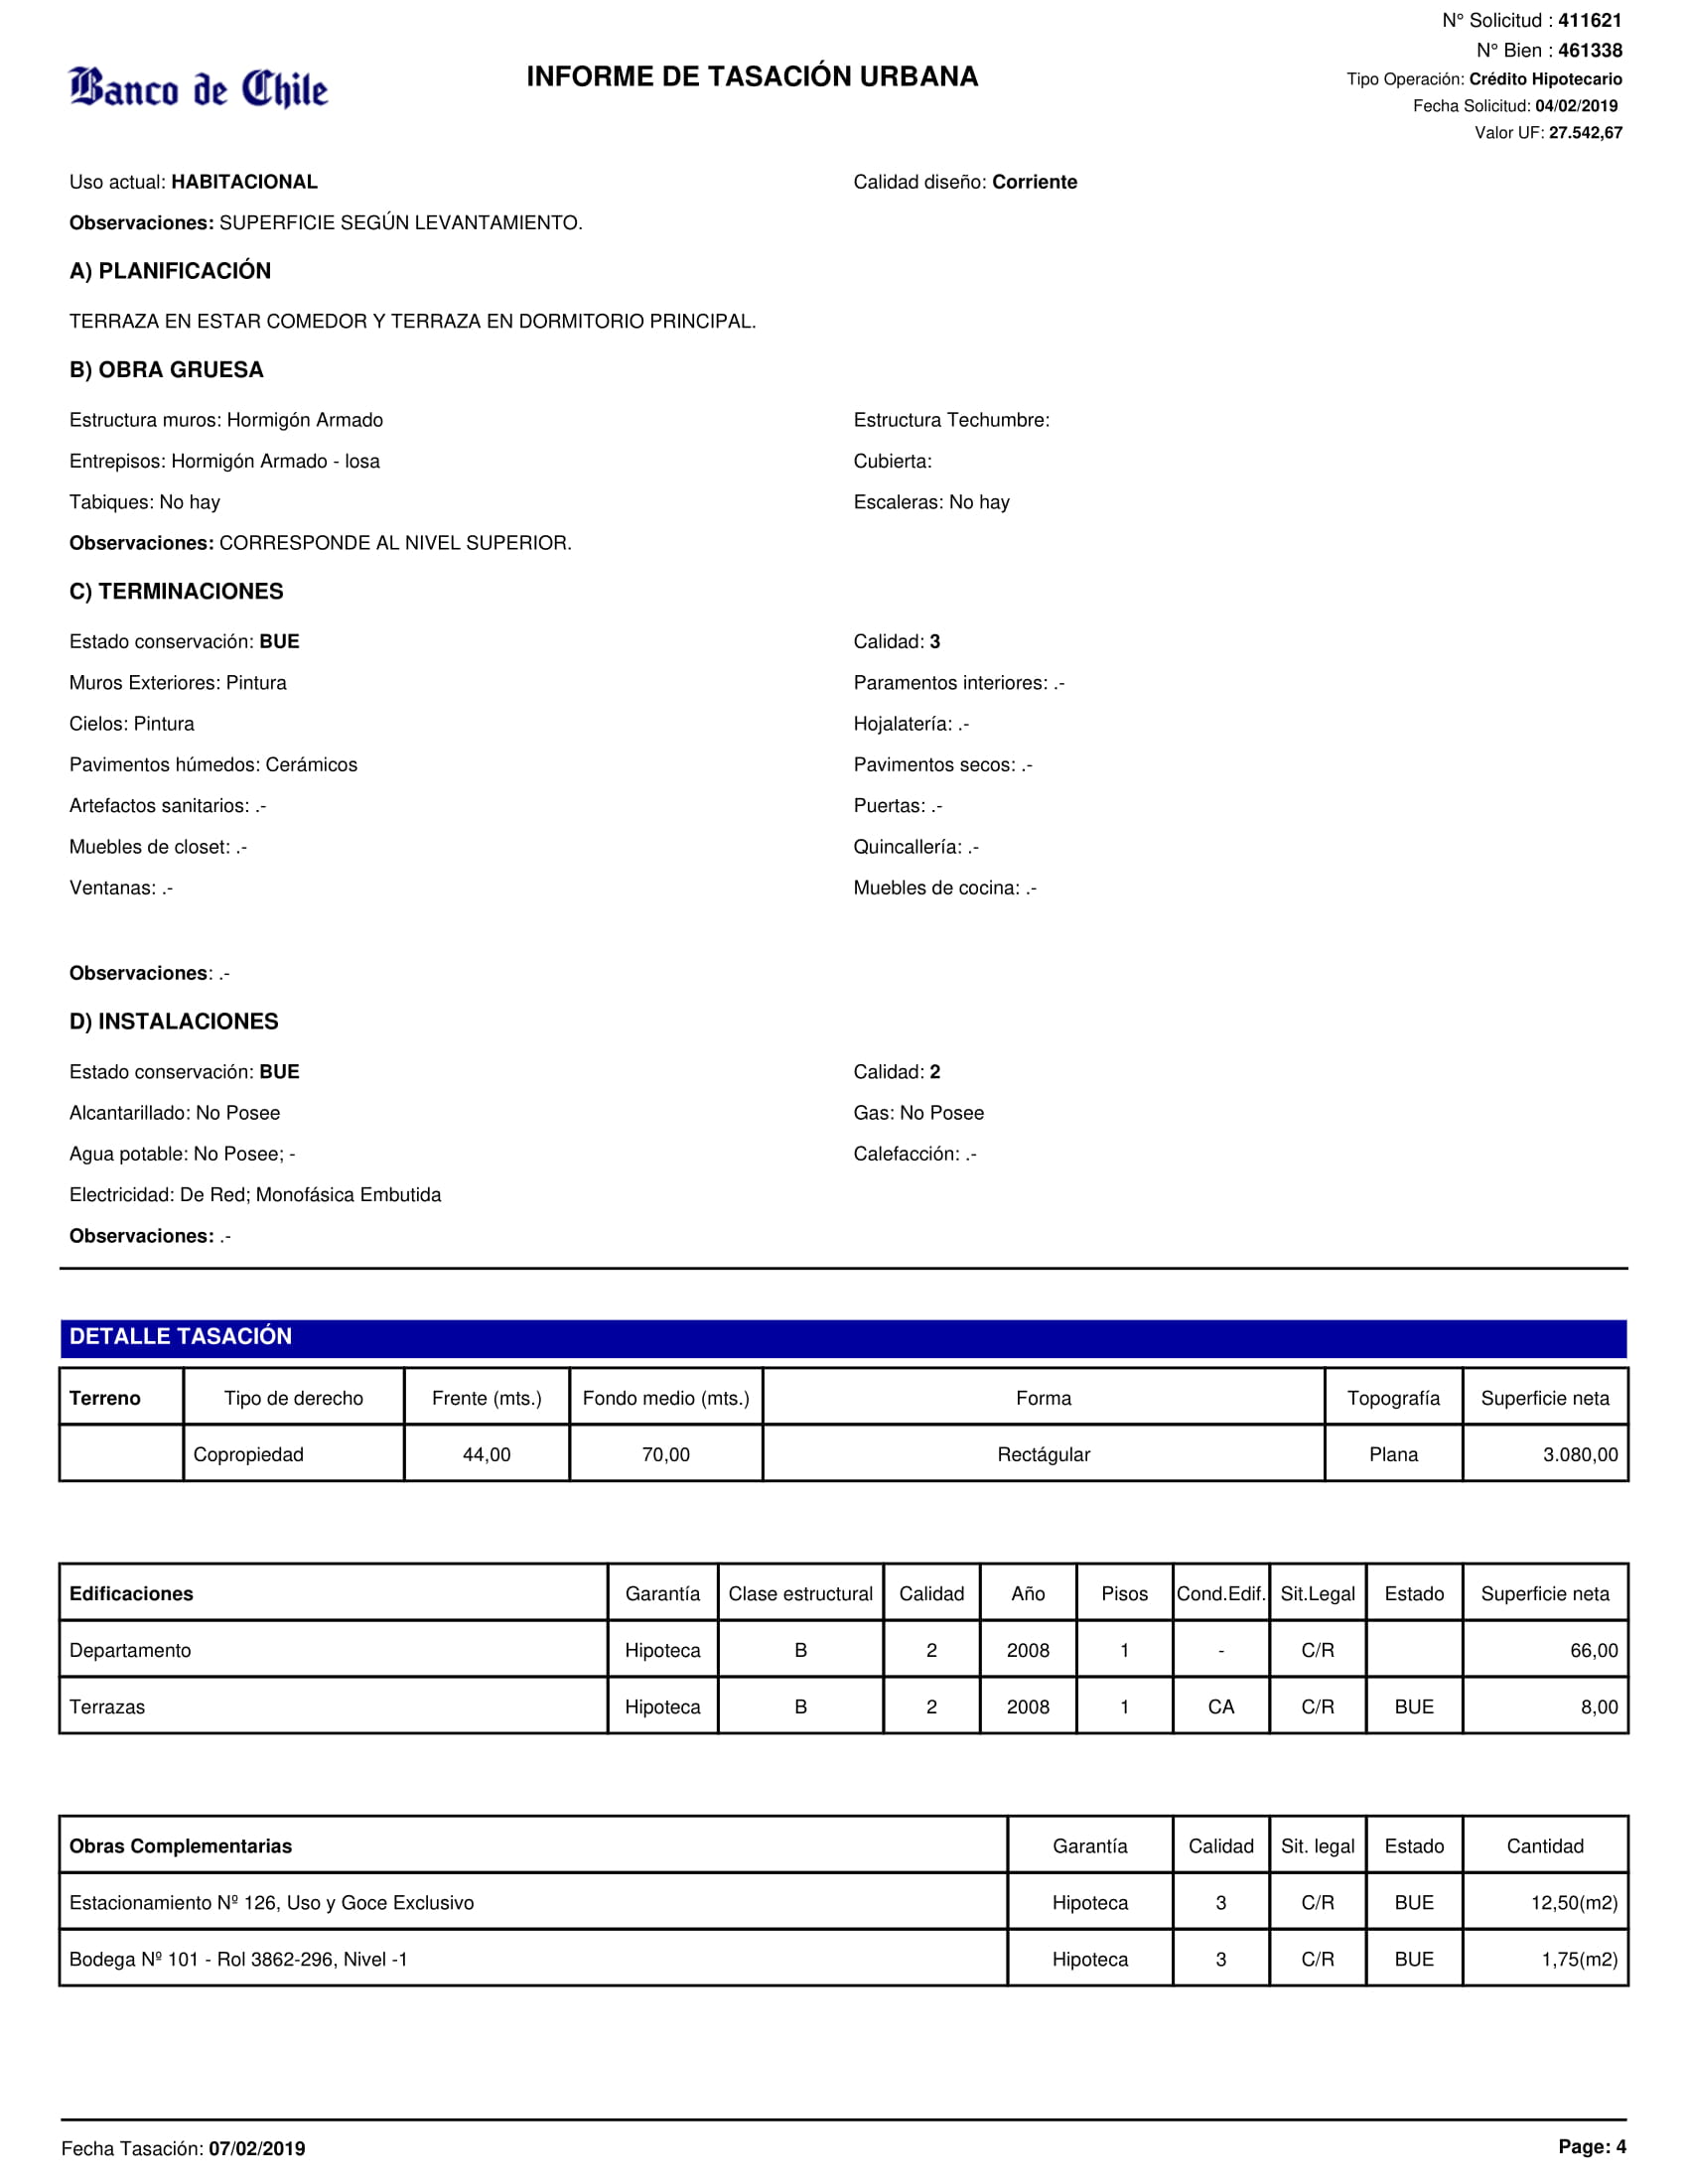 N° Solicitud : 411621
N° Bien : 461338
Banco de Chile
INFORME DE TASACIÓN URBANA
Tipo Operación: Crédito Hipotecario
Fecha Solicitud: 04/02/2019
Valor UF: 27.542,67
Uso actual: HABITACIONAL Calidad diseño: Corriente
Observaciones: SUPERFICIE SEGÚN LEVANTAMIENTO.
A) PLANIFICACIÓN
TERRAZA EN ESTAR COMEDOR Y TERRAZA EN DORMITORIO PRINCIPAL.
B) OBRA GRUESA
Estructura muros: Hormigón Armado Estructura Techumbre:
Entrepisos: Hormigón Armado - losa Cubierta:
Tabiques: No hay Escaleras: No hay
Observaciones: CORRESPONDE AL NIVEL SUPERIOR.
C) TERMINACIONES
Estado conservación: BUE Calidad: 3
Muros Exteriores: Pintura Paramentos interiores: .-
Cielos: Pintura Hojalatería: .-
Pavimentos húmedos: Cerámicos Pavimentos secos: .-
Artefactos sanitarios: .- Puertas: .-
Muebles de closet: .- Quincallería: .-
Ventanas: .- Muebles de cocina: .-
Observaciones: .-
D) INSTALACIONES
Estado conservación: BUE Calidad: 2
Alcantarillado: No Posee Gas: No Posee
Agua potable: No Posee; - Calefacción: .-
Electricidad: De Red; Monofásica Embutida
Observaciones: .-
DETALLE TASACIÓN
Terreno Tipo de derecho Frente (mts.) Fondo medio (mts.) Forma Topografía Superficie neta
Copropiedad 44,00 70,00 Rectágular Plana 3.080,00
Edificaciones Garantía Clase estructural Calidad Año Pisos Cond.Edif. Sit.Legal Estado Superficie neta
Departamento Hipoteca B 2 2008 1 - C/R 66,00
Terrazas Hipoteca B 2 2008 1 CA C/R BUE 8,00
Obras Complementarias Garantía Calidad Sit. legal Estado Cantidad
Estacionamiento Nº 126, Uso y Goce Exclusivo Hipoteca 3 C/R BUE 12,50(m2)
Bodega Nº 101 - Rol 3862-296, Nivel -1 Hipoteca 3 C/R BUE 1,75(m2)
Fecha Tasación: 07/02/2019 Page: 4